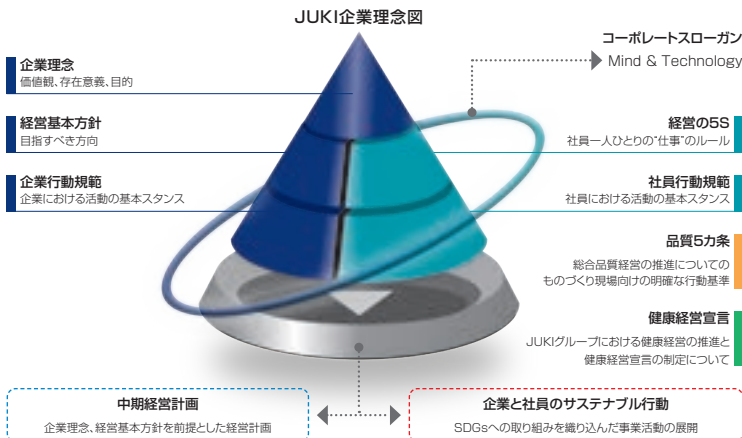 JUKI企業理念図
企業理念
価値観、存在意義、目的
経営基本方針
目指すべき方向
企業行動規範
企業における活動の基本スタンス
コーポレートスローガン
Mind & Technology
経営の5S
社員一人ひとりの“仕事”のルール
社員行動規範
社員における活動の基本スタンス
品質5カ条
総合品質経営の推進についての
ものづくり現場向けの明確な行動基準
健康経営宣言
JUKIグループにおける健康経営の推進と
健康経営宣言の制定について
中期経営計画
企業理念、経営基本方針を前提とした経営計画
企業と社員のサステナブル行動
SDGsへの取り組みを織り込んだ事業活動の展開